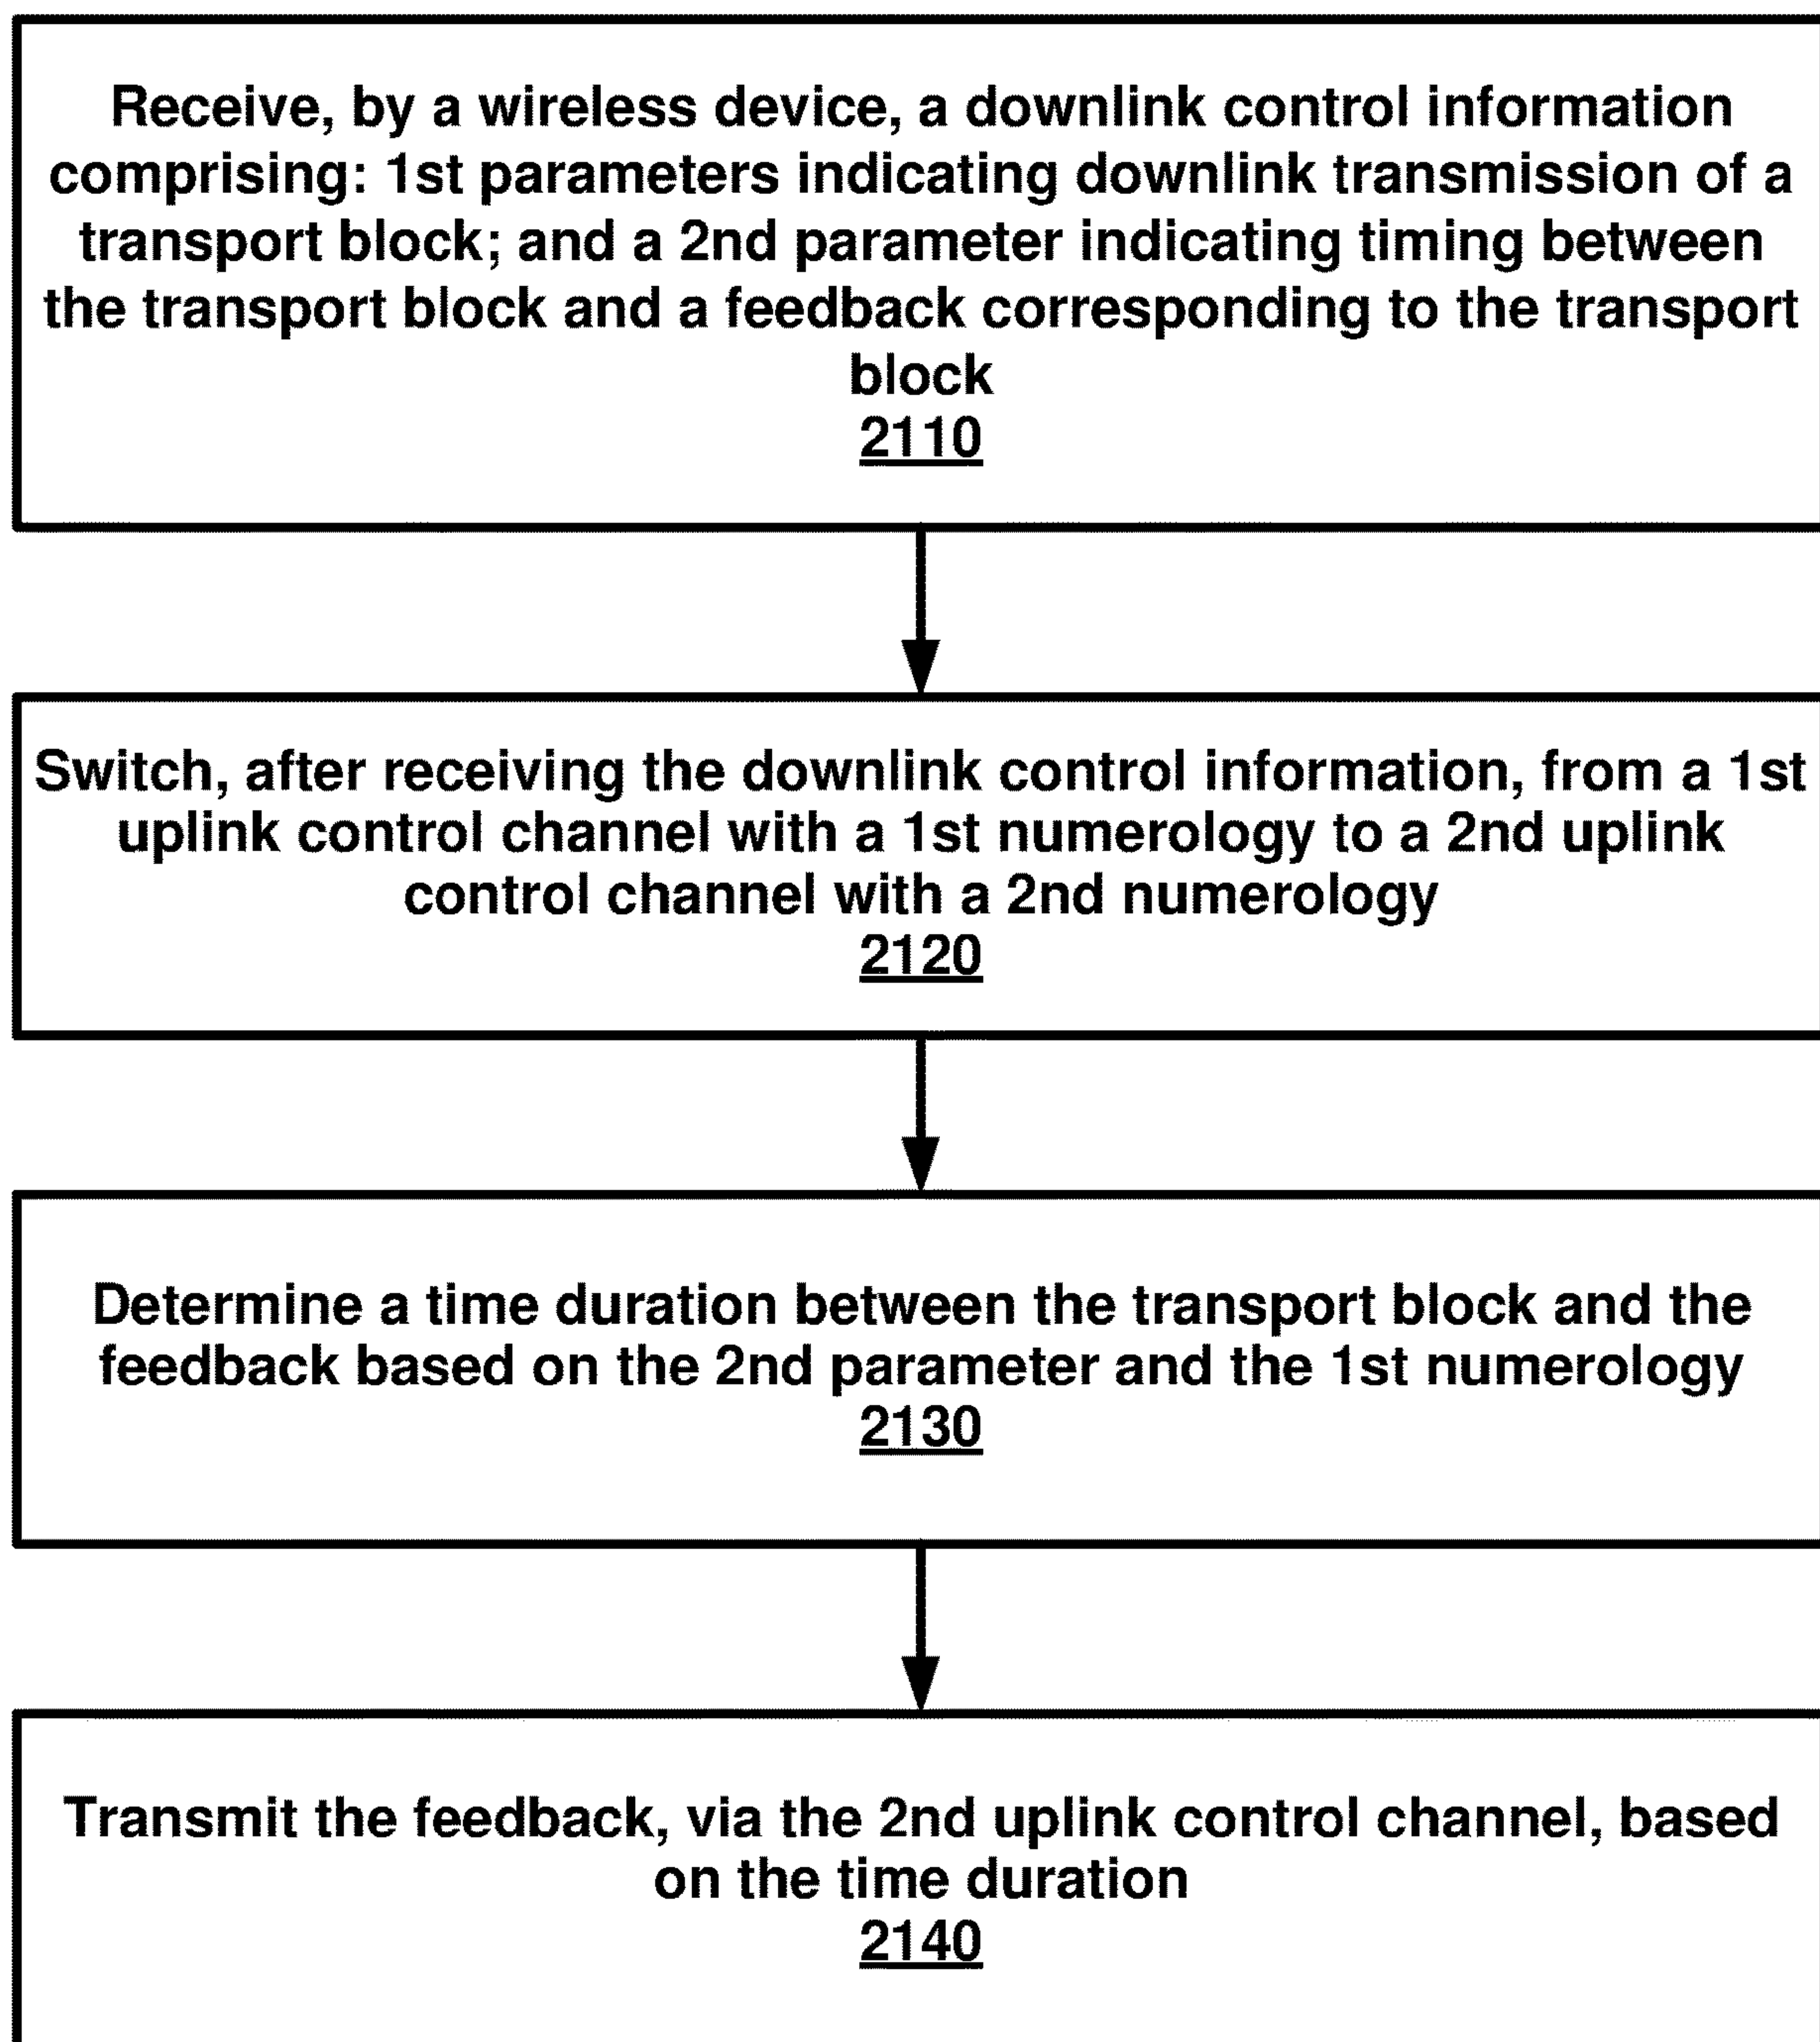 Receive, by a wireless device, a downlink control information
comprising: 1st parameters indicating downlink transmission of a
transport block; and a 2nd parameter indicating timing between
the transport block and a feedback corresponding to the transport
block
2110
Switch, after receiving the downlink control information, from a 1st
uplink control channel with a 1st numerology to a 2nd uplink
control channel with a 2nd numerology
2120
Determine a time duration between the transport block and the
feedback based on the 2nd parameter and the 1st numerology
2130
Transmit the feedback, via the 2nd uplink control channel, based
on the time duration
2140